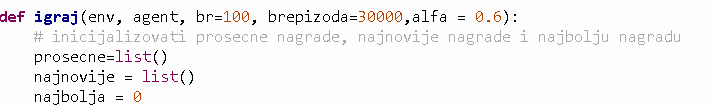 def igraj(env, agent, br=100, brepizoda=30000,alfa = 0.6):
    # inicijalizovati prosecne nagrade, najnovije nagrade i najbolju nagradu
    prosecne=list()
    najnovije = list()
    najbolja = 0